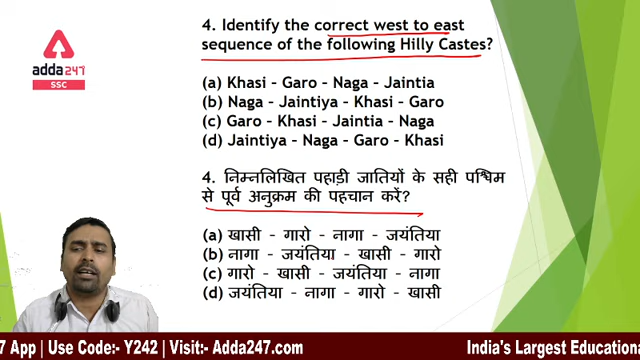 4. Identify the correct west to east
sequence of the following Hilly Castes?
adda247
SSC
(a) Khasi – Garo – Naga – Jaintia
(b) Naga – Jaintiya – Khasi – Garo
(c) Garo – Khasi – Jaintia – Naga
(d) Jaintiya – Naga – Garo – Khasi
4. निम्नलिखित पहाड़ी जातियों के सही पश्चिम
से पूर्व अनुक्रम की पहचान करें?
(a) खासी – गारो – नागा – जयंतिया
(b) नागा – जयंतिया – खासी – गारो
(c) गारो – खासी – जयंतिया – नागा
(d) जयंतिया – नागा – गारो – खासी
7 App | Use Code:- Y242 | Visit:- Adda247.com India's Largest Educationa